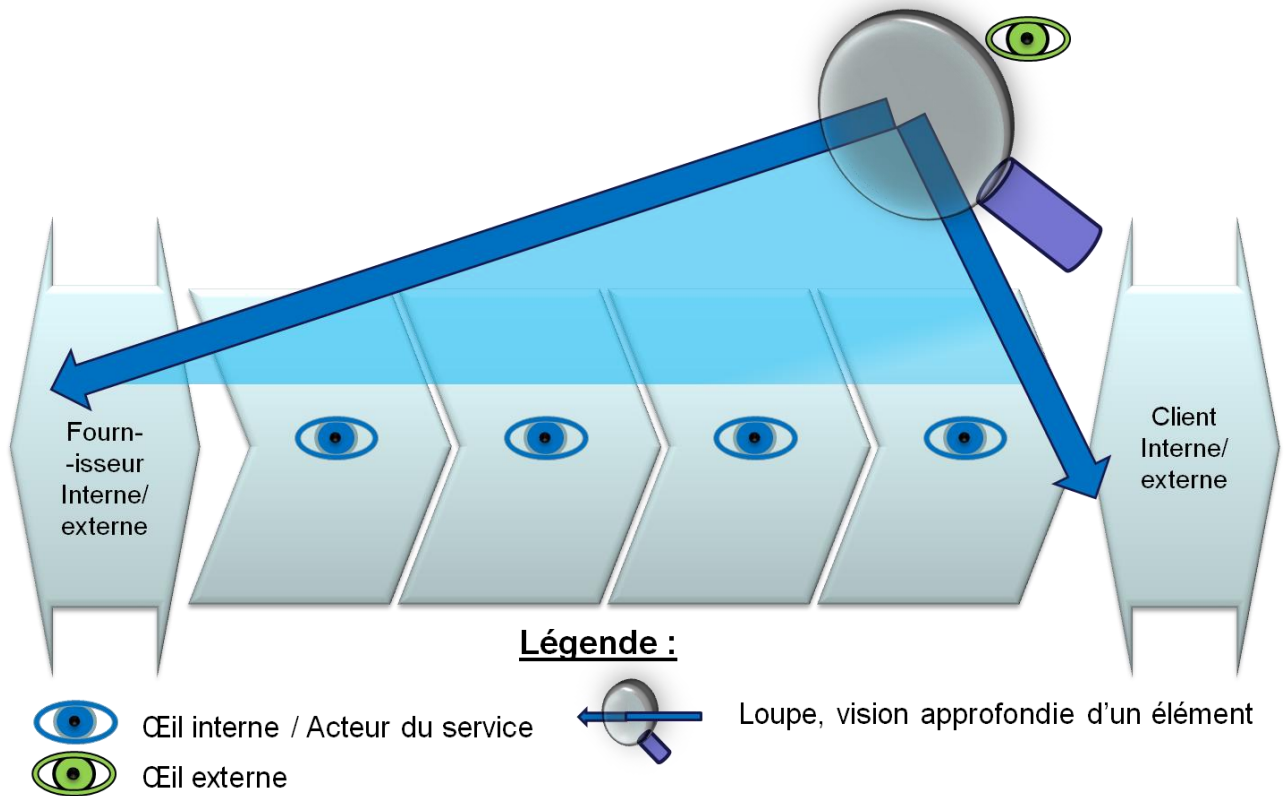 Fourn-
-isseur
Interne/
externe
Client
Interne/
externe
Légende :
Œil interne / Acteur du service
Loupe, vision approfondie d’un élément
Œil externe